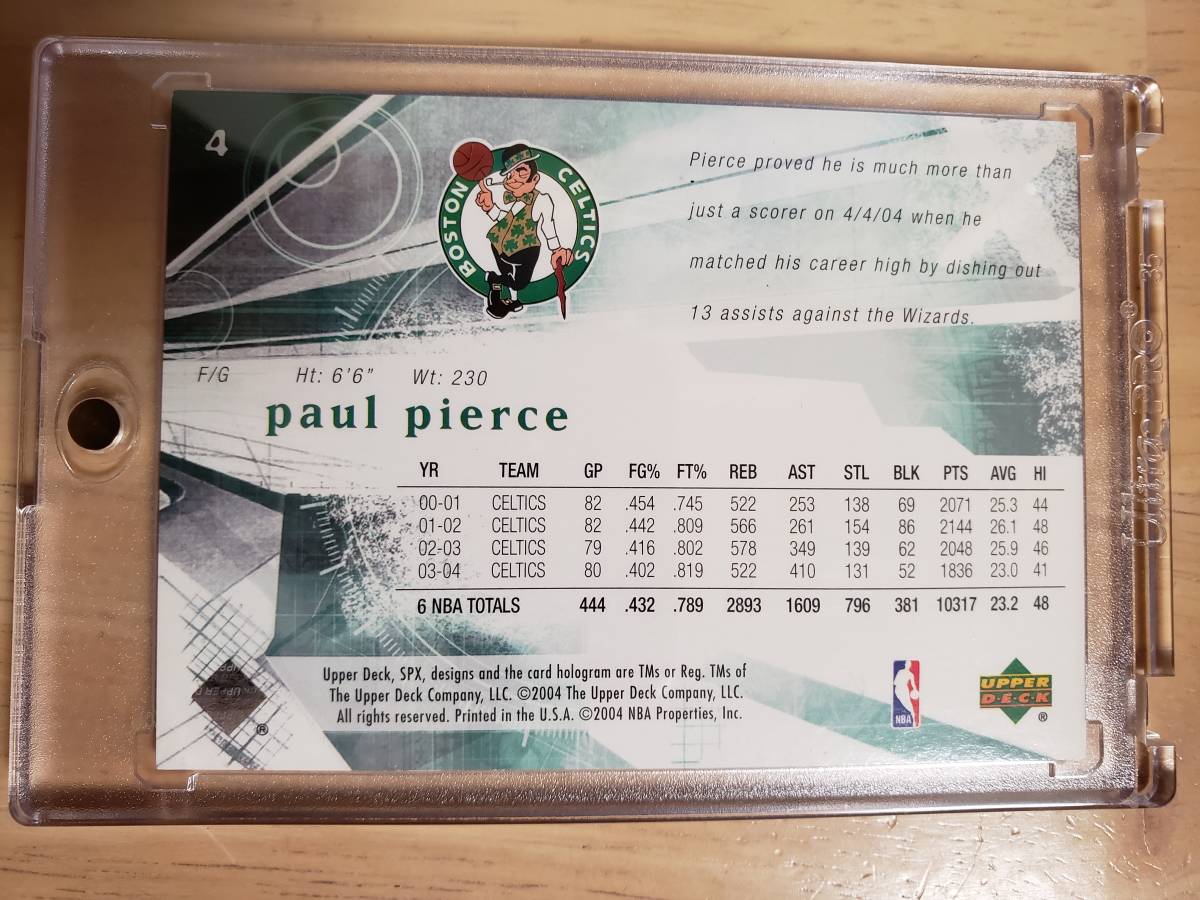 4
BOSTON CELTICS
Pierce proved he is much more than
just a scorer on 4/4/04 when he
matched his career high by dishing out
13 assists against the Wizards.
F/G Ht: 6'6" Wt: 230
paul pierce
YR TEAM GP FG% FT% REB AST STL BLK PTS AVG HI
00-01 CELTICS 82 .454 .745 522 253 138 69 2071 25.3 44
01-02 CELTICS 82 .442 .809 566 261 154 86 2144 26.1 48
02-03 CELTICS 79 .416 .802 578 349 139 62 2048 25.9 46
03-04 CELTICS 80 .402 .819 522 410 131 52 1836 23.0 41
6 NBA TOTALS 444 .432 .789 2893 1609 796 381 10317 23.2 48
Upper Deck, SPX, designs and the card hologram are TMs or Reg. TMs of
The Upper Deck Company, LLC. ©2004 The Upper Deck Company, LLC.
All rights reserved. Printed in the U.S.A. ©2004 NBA Properties, Inc.
®
NBA
UPPER
DECK
®